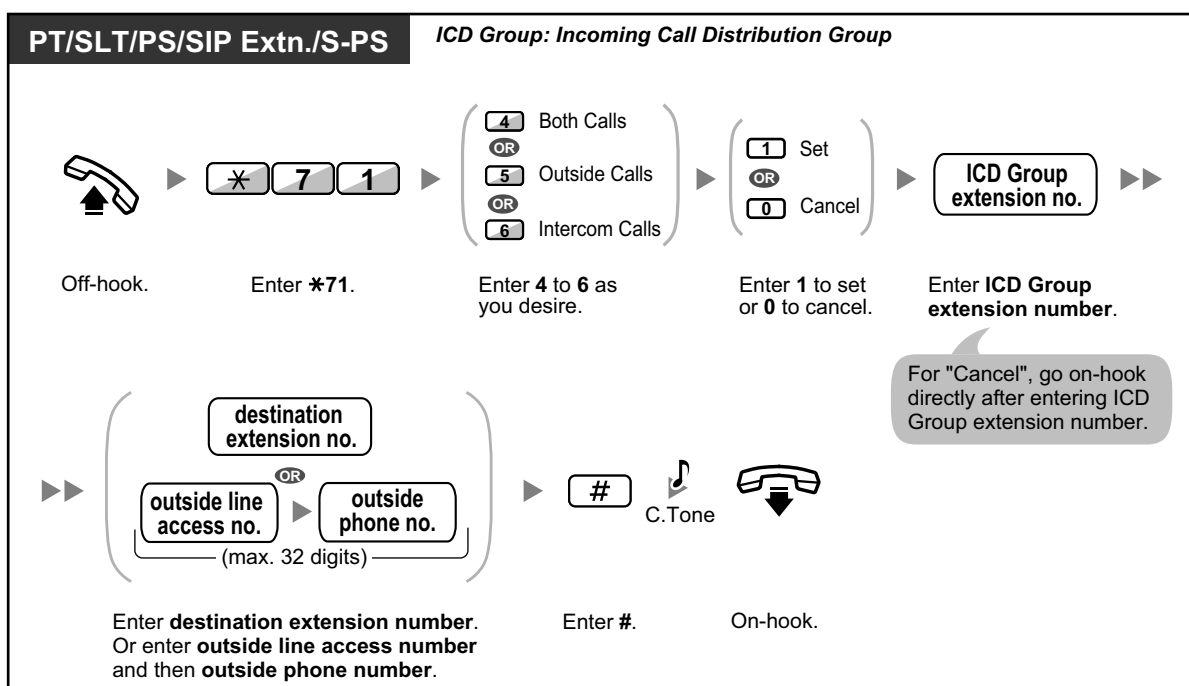 PT/SLT/PS/SIP Extn./S-PS
ICD Group: Incoming Call Distribution Group
4 Both Calls
OR
5 Outside Calls
OR
6 Intercom Calls
1 Set
OR
0 Cancel
ICD Group
extension no.
* 7 1
Off-hook.
Enter *71.
Enter 4 to 6 as
you desire.
Enter 1 to set
or 0 to cancel.
Enter ICD Group
extension number.
For "Cancel", go on-hook
directly after entering ICD
Group extension number.
destination
extension no.
OR
outside line
access no.
outside
phone no.
(max. 32 digits)
#
C.Tone
Enter destination extension number.
Or enter outside line access number
and then outside phone number.
Enter #.
On-hook.